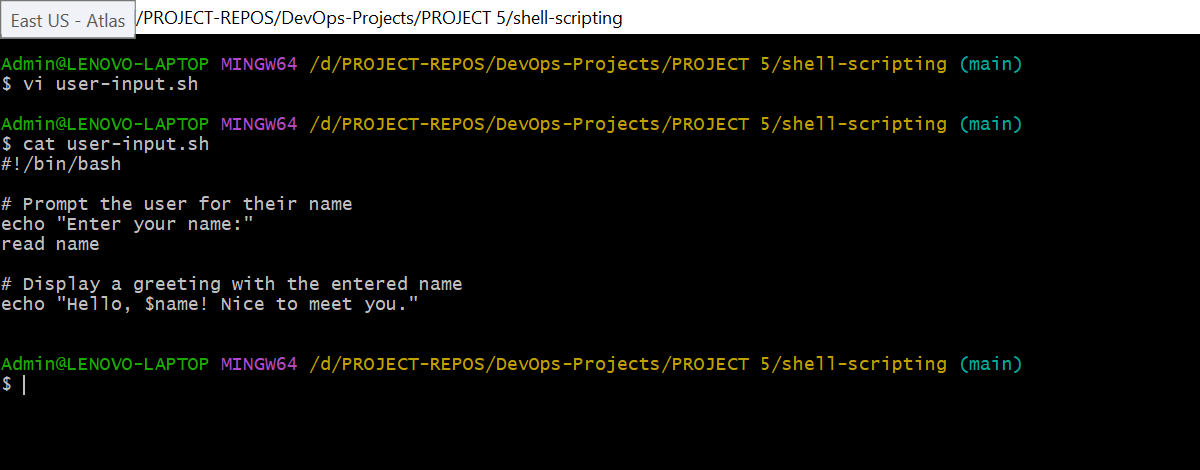 East US - Atlas
/PROJECT-REPOS/DevOps-Projects/PROJECT 5/shell-scripting
Admin@LENOVO-LAPTOP MINGW64 /d/PROJECT-REPOS/DevOps-Projects/PROJECT 5/shell-scripting (main)
$ vi user-input.sh
Admin@LENOVO-LAPTOP MINGW64 /d/PROJECT-REPOS/DevOps-Projects/PROJECT 5/shell-scripting (main)
$ cat user-input.sh
#!/bin/bash
# Prompt the user for their name
echo "Enter your name:"
read name
# Display a greeting with the entered name
echo "Hello, $name! Nice to meet you."
Admin@LENOVO-LAPTOP MINGW64 /d/PROJECT-REPOS/DevOps-Projects/PROJECT 5/shell-scripting (main)
$